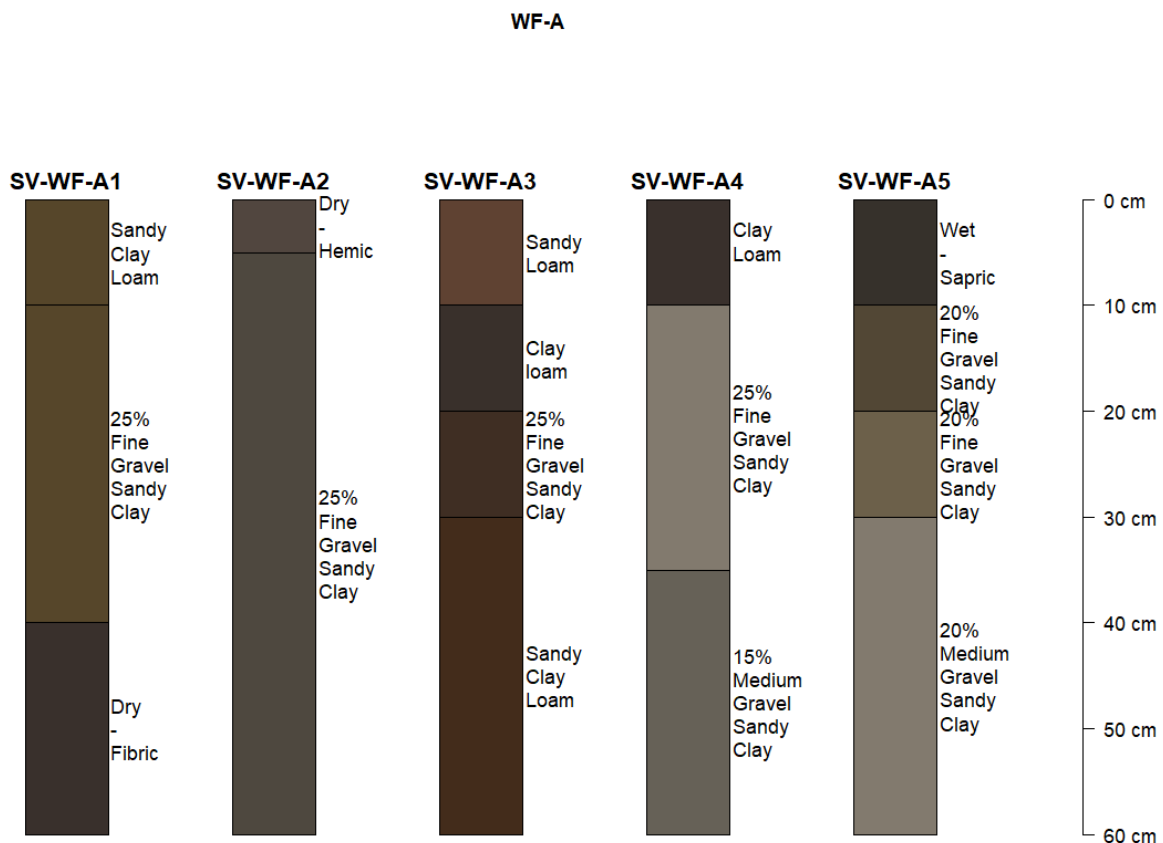 WF-A
SV-WF-A1
Sandy
Clay
Loam
25%
Fine
Gravel
Sandy
Clay
Dry
-
Fibric
SV-WF-A2
Dry
-
Hemic
25%
Fine
Gravel
Sandy
Clay
SV-WF-A3
Sandy
Loam
Clay
loam
25%
Fine
Gravel
Sandy
Clay
Sandy
Clay
Loam
SV-WF-A4
Clay
Loam
25%
Fine
Gravel
Sandy
Clay
15%
Medium
Gravel
Sandy
Clay
SV-WF-A5
Wet
-
Sapric
20%
Fine
Gravel
Sandy
Clay
20%
Fine
Gravel
Sandy
Clay
20%
Medium
Gravel
Sandy
Clay
0 cm
10 cm
20 cm
30 cm
40 cm
50 cm
60 cm